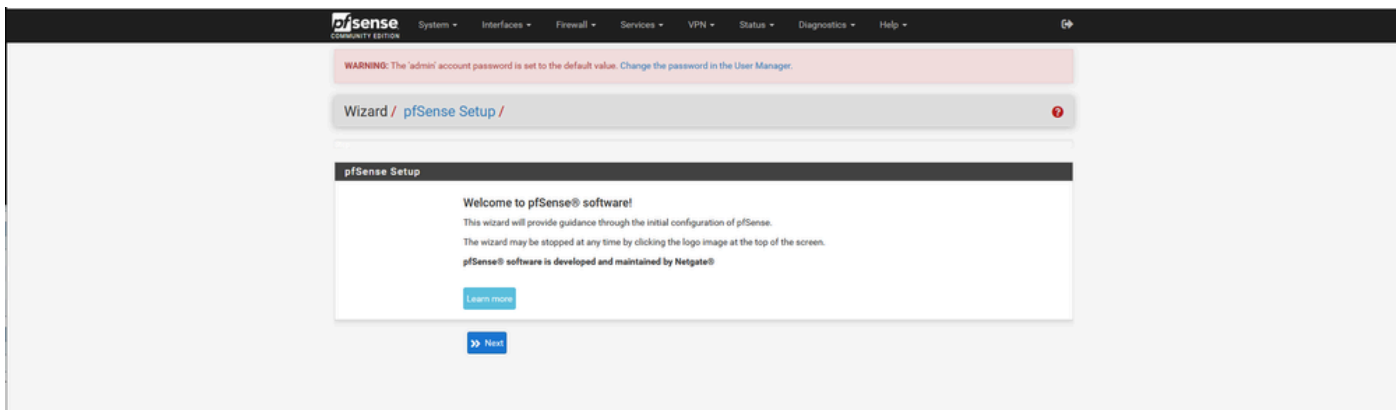 pfsense
COMMUNITY EDITION
System Interfaces Firewall Services VPN Status Diagnostics Help
WARNING: The 'admin' account password is set to the default value. Change the password in the User Manager.
Wizard / pfSense Setup /
pfSense Setup
Welcome to pfSense® software!
This wizard will provide guidance through the initial configuration of pfSense.
The wizard may be stopped at any time by clicking the logo image at the top of the screen.
pfSense® software is developed and maintained by Netgate®
Learn more
Next